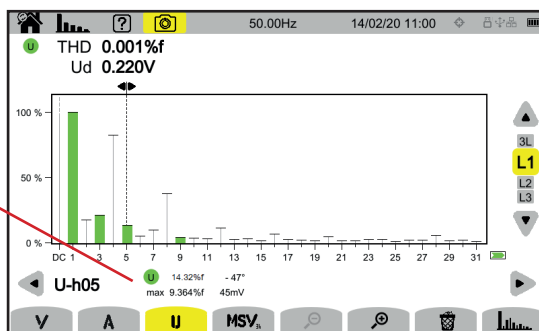 ? 50.00Hz 14/02/20 11:00
U THD 0.001%f
Ud 0.220V
100 %
50 %
0 %
DC 1 3 5 7 9 11 13 15 17 19 21 23 25 27 29 31
3L
L1
L2
L3
U-h05 U 14.32%f - 47°
max 9.364%f 45mV
V A U MSV